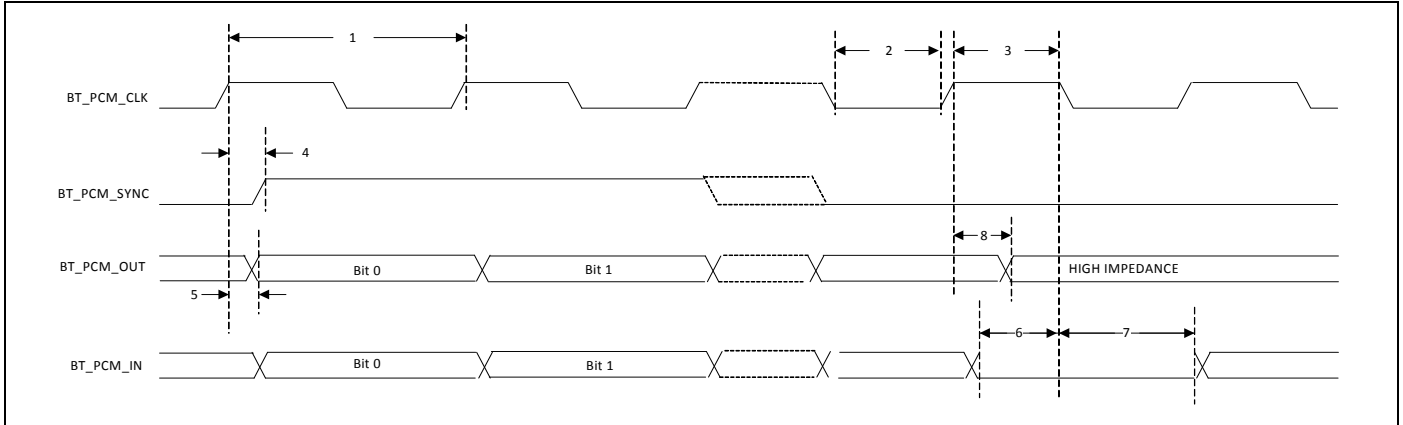 1
2
3
BT_PCM_CLK
4
BT_PCM_SYNC
8
BT_PCM_OUT
Bit 0
Bit 1
HIGH IMPEDANCE
5
6
7
BT_PCM_IN
Bit 0
Bit 1